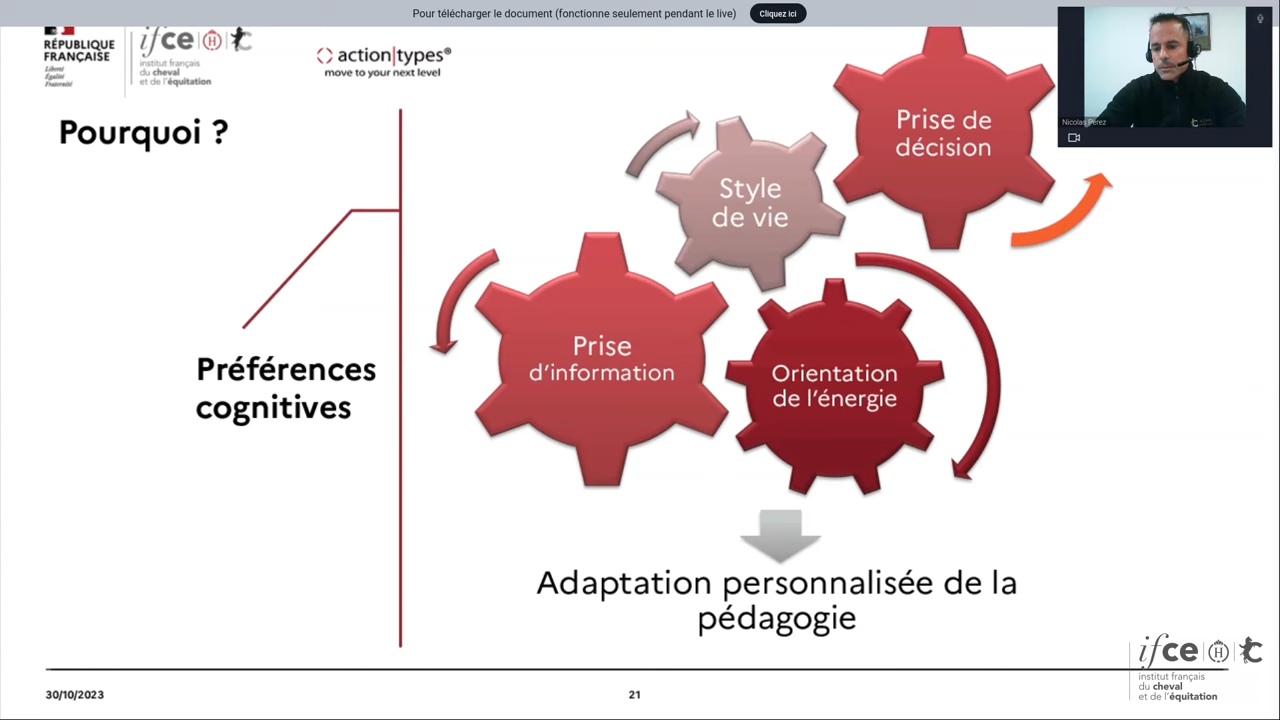 Pour télécharger le document (fonctionne seulement pendant le live)
Cliquez ici
RÉPUBLIQUE
FRANÇAISE
Liberté
Égalité
Fraternité
ifce
institut français
du cheval
et de l'équitation
action|types®
move to your next level
Nicolas Perez
Pourquoi ?
Préférences
cognitives
Prise de
décision
Style
de vie
Prise
d'information
Orientation
de l'énergie
Adaptation personnalisée de la
pédagogie
30/10/2023
21
ifce
H
institut français
du cheval
et de l'équitation